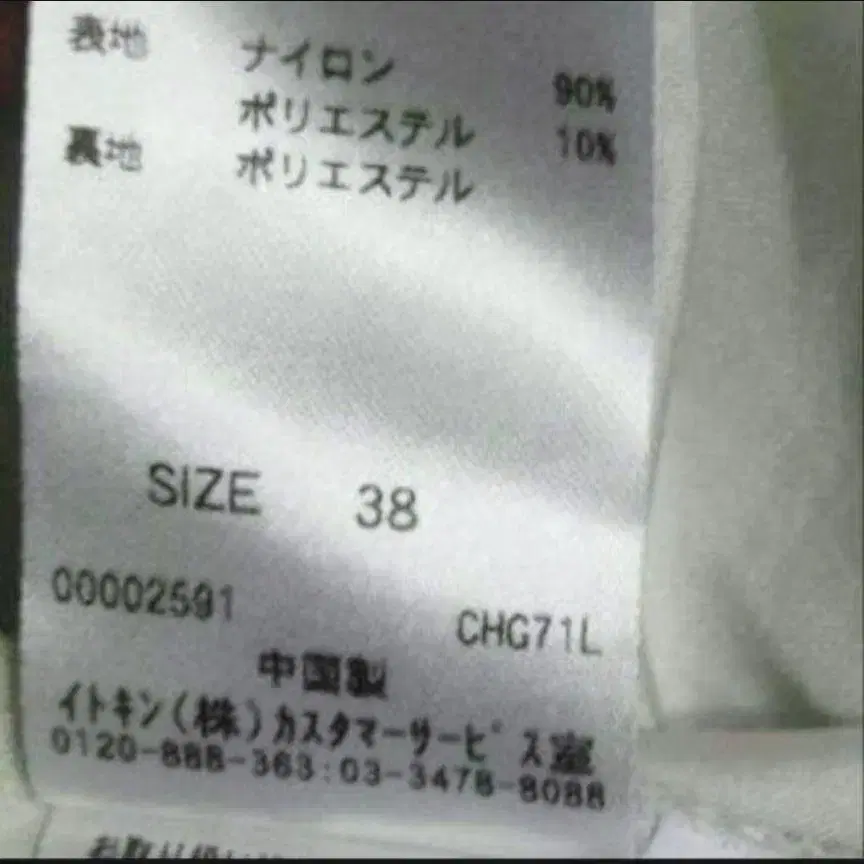 表地 ナイロン 90%
ポリエステル 10%
裏地 ポリエステル
SIZE 38
00002591 CHG71L
中国製
イトキン(株)カスタマーサービス室
0120-888-363:03-3478-8088